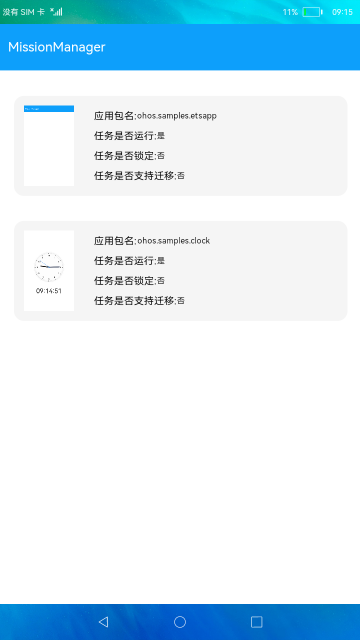 没有 SIM 卡
11%
09:15
MissionManager
应用包名:ohos.samples.etsapp
任务是否运行:是
任务是否锁定:否
任务是否支持迁移:否
09:14:51
应用包名:ohos.samples.clock
任务是否运行:是
任务是否锁定:否
任务是否支持迁移:否